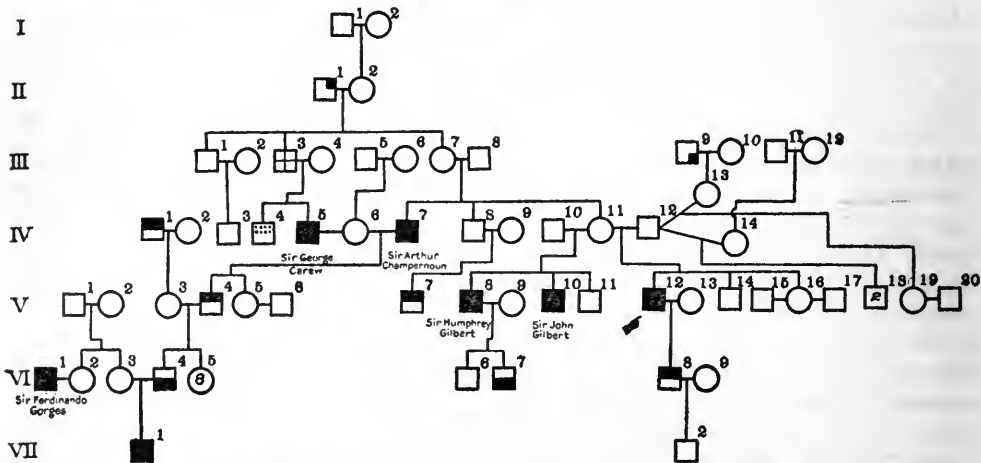 I 1 2
II 1 2
III 1 2 3 4 5 6 7 8 9 10 11 19 13
IV 1 2 3 4 5 6 7 8 9 10 11 12 14
Sir George
Carew
Sir Arthur
Champernoun
V 1 2 3 4 5 6 7 8 9 10 11 12 13 14 15 16 17 2 18 19 20
Sir Humphrey
Gilbert
Sir John
Gilbert
VI 1 2 3 4 5 8 6 7 8 9
Sir Ferdinando
Gorges
VII 1 2